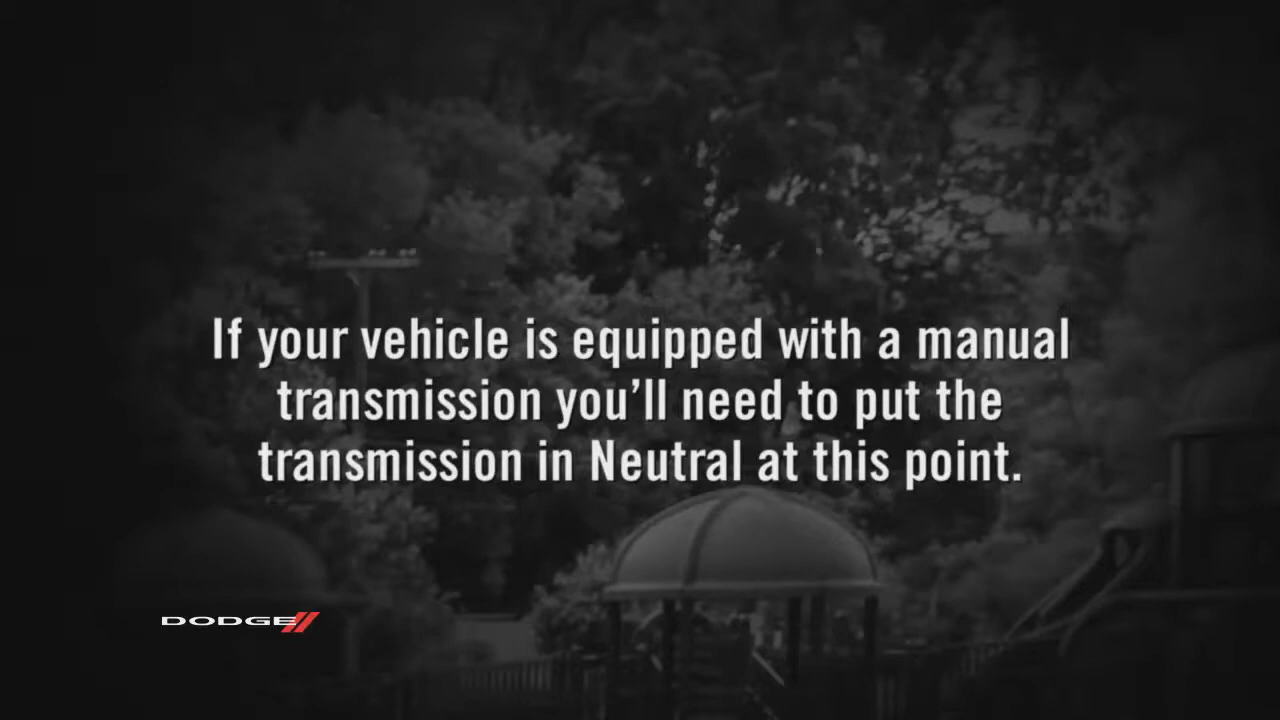 If your vehicle is equipped with a manual
transmission you'll need to put the
transmission in Neutral at this point.
DODGE